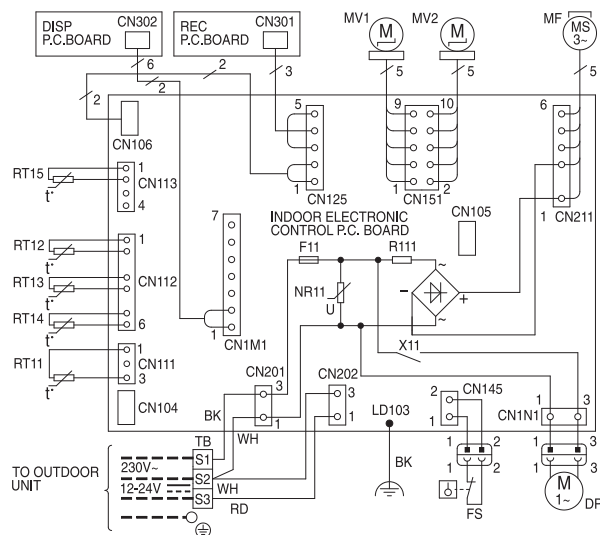 DISP CN302
P.C.BOARD
REC CN301
P.C.BOARD
MV1
M
MV2
M
MF
MS
3~
6
2
2
2
3
5
5
5
CN106
5
1
CN125
9 10
1 2
CN151
6
1
CN211
RT15
t°
1
4
CN113
INDOOR ELECTRONIC
CONTROL P.C. BOARD
CN105
RT12
t°
RT13
t°
RT14
t°
1
6
CN112
7
1
CN1M1
F11
R111
NR11
U
~
-
+
~
X11
RT11
t°
1
3
CN111
CN104
CN201
3
1
CN202
3
1
2
1
CN145
LD103
1 3
CN1N1
BK
WH
TB
S1
S2
S3
TO OUTDOOR
UNIT
230V~
12-24V
WH
RD
BK
1 2
1 2
FS
1 3
1 3
M
1~
DP